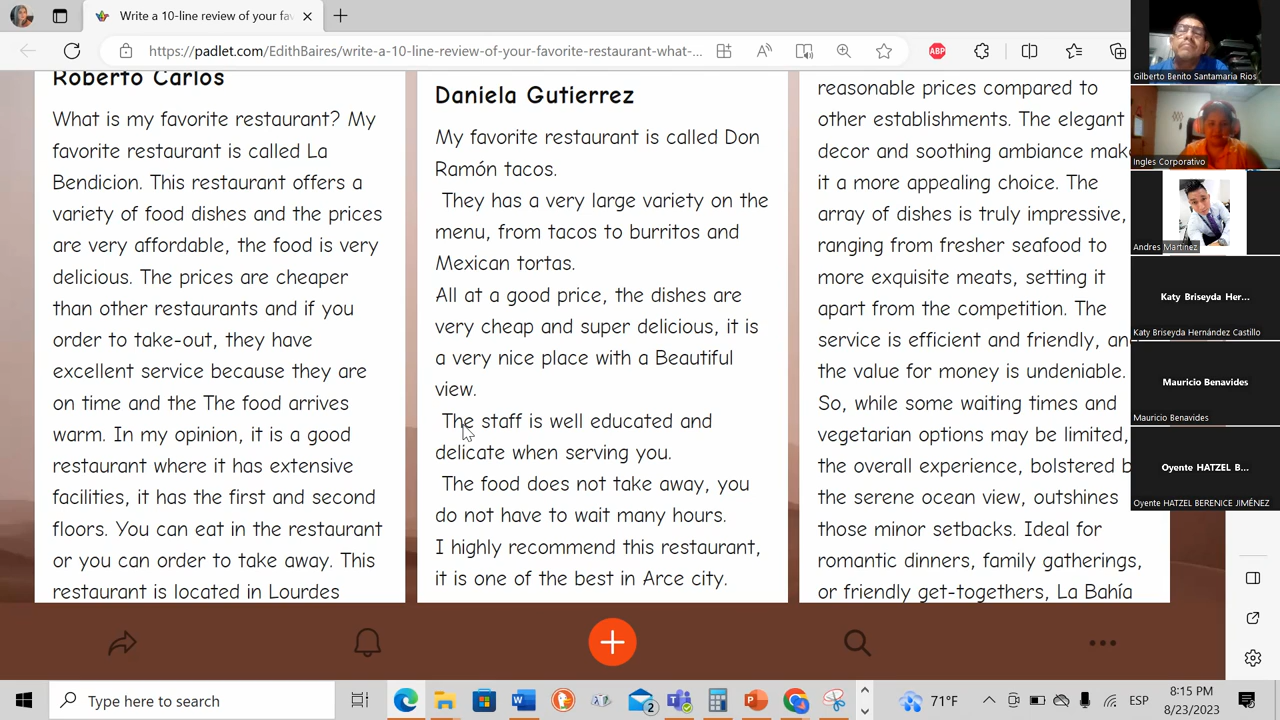 Write a 10-line review of your fa
https://padlet.com/EdithBaires/write-a-10-line-review-of-your-favorite-restaurant-what-...
ABP
Roberto Carlos
What is my favorite restaurant? My
favorite restaurant is called La
Bendicion. This restaurant offers a
variety of food dishes and the prices
are very affordable, the food is very
delicious. The prices are cheaper
than other restaurants and if you
order to take-out, they have
excellent service because they are
on time and the The food arrives
warm. In my opinion, it is a good
restaurant where it has extensive
facilities, it has the first and second
floors. You can eat in the restaurant
or you can order to take away. This
restaurant is located in Lourdes
Daniela Gutierrez
My favorite restaurant is called Don
Ramón tacos.
They has a very large variety on the
menu, from tacos to burritos and
Mexican tortas.
All at a good price, the dishes are
very cheap and super delicious, it is
a very nice place with a Beautiful
view.
The staff is well educated and
delicate when serving you.
The food does not take away, you
do not have to wait many hours.
I highly recommend this restaurant,
it is one of the best in Arce city.
reasonable prices compared to
other establishments. The elegant
decor and soothing ambiance mak
it a more appealing choice. The
array of dishes is truly impressive,
ranging from fresher seafood to
more exquisite meats, setting it
apart from the competition. The
service is efficient and friendly, an
the value for money is undeniable.
So, while some waiting times and
vegetarian options may be limited,
the overall experience, bolstered b
the serene ocean view, outshines
those minor setbacks. Ideal for
romantic dinners, family gatherings,
or friendly get-togethers, La Bahía
Gilberto Benito Santamaria Rios
Ingles Corporativo
Andres Martinez
Katy Briseyda Her...
Katy Briseyda Hernández Castillo
Mauricio Benavides
Mauricio Benavides
Oyente HATZEL B...
Oyente HATZEL BERENICE JIMÉNEZ
Type here to search
2
71°F
ESP
8:15 PM
8/23/2023